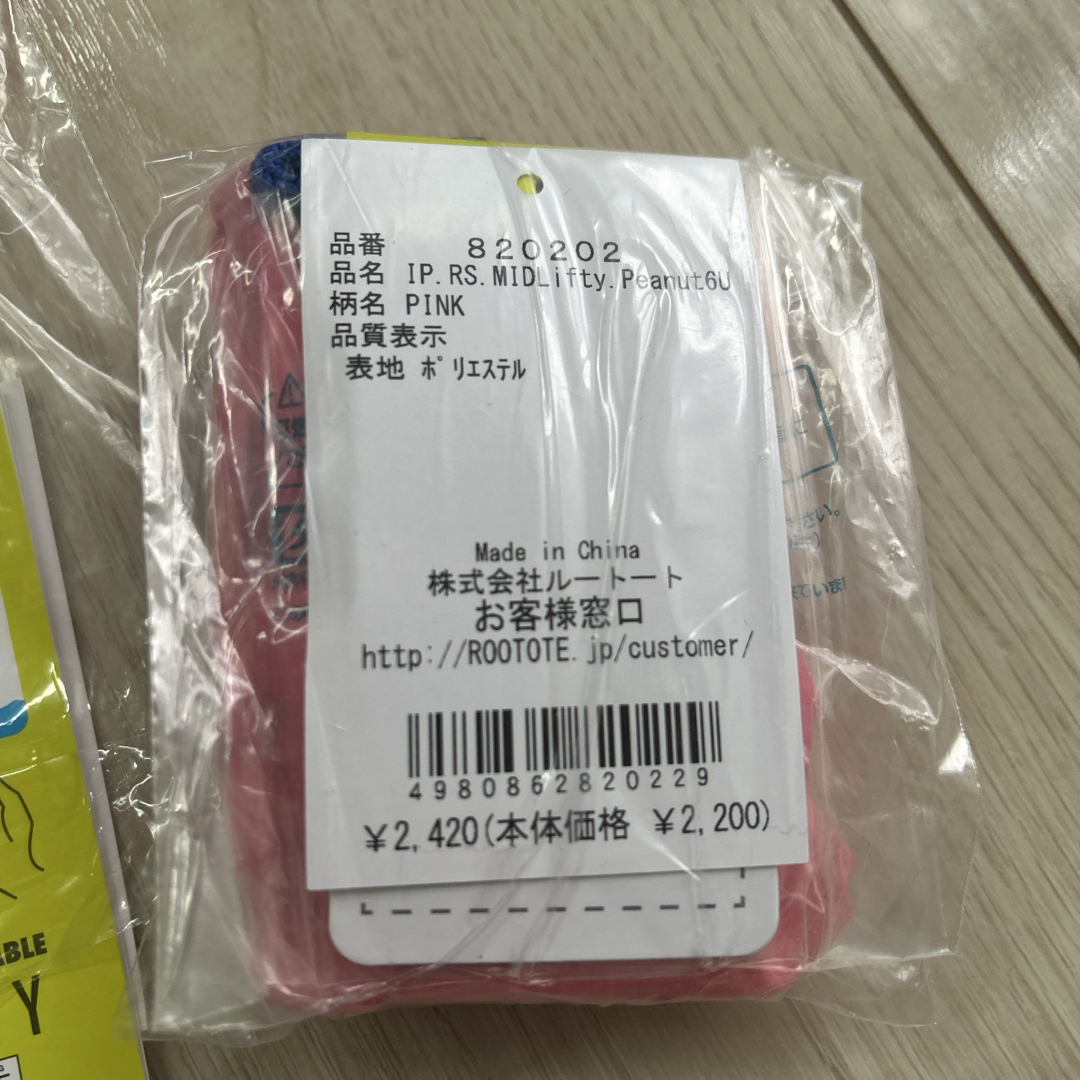 品番 820202
品名 IP.RS.MIDLifty.Peanut6U
柄名 PINK
品質表示
表地 ﾎﾟﾘｴｽﾃﾙ
Made in China
株式会社ルートート
お客様窓口
http://ROOTOTE.jp/customer/
4980862820229
¥2,420(本体価格 ¥2,200)
Y